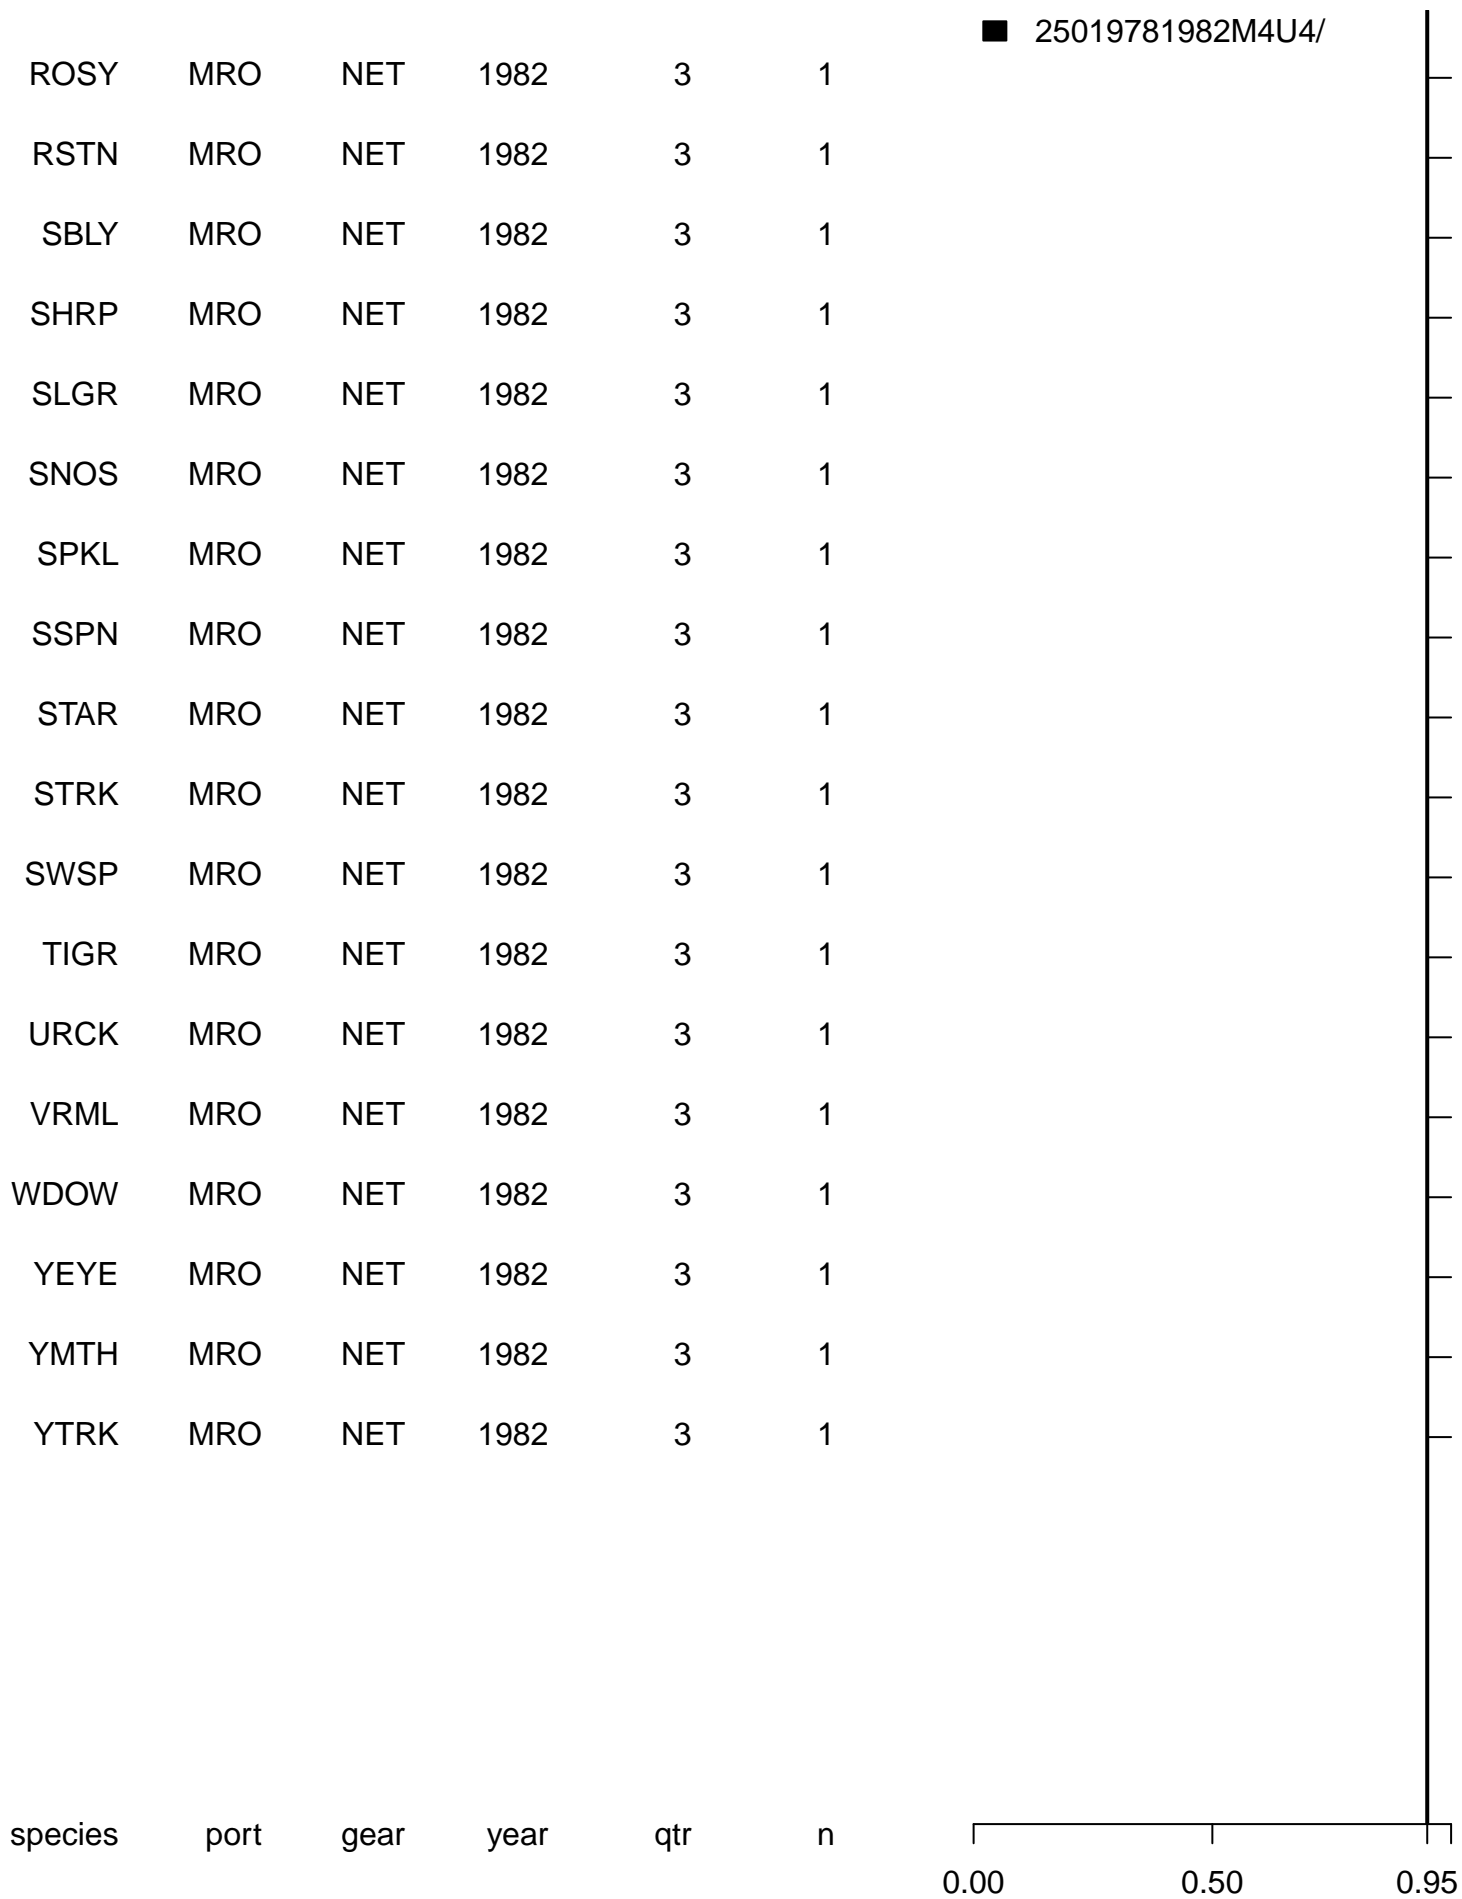 25019781982M4U4/
ROSY MRO NET 1982 3 1
RSTN MRO NET 1982 3 1
SBLY MRO NET 1982 3 1
SHRP MRO NET 1982 3 1
SLGR MRO NET 1982 3 1
SNOS MRO NET 1982 3 1
SPKL MRO NET 1982 3 1
SSPN MRO NET 1982 3 1
STAR MRO NET 1982 3 1
STRK MRO NET 1982 3 1
SWSP MRO NET 1982 3 1
TIGR MRO NET 1982 3 1
URCK MRO NET 1982 3 1
VRML MRO NET 1982 3 1
WDOW MRO NET 1982 3 1
YEYE MRO NET 1982 3 1
YMTH MRO NET 1982 3 1
YTRK MRO NET 1982 3 1
species port gear year qtr n
0.00 0.50 0.95